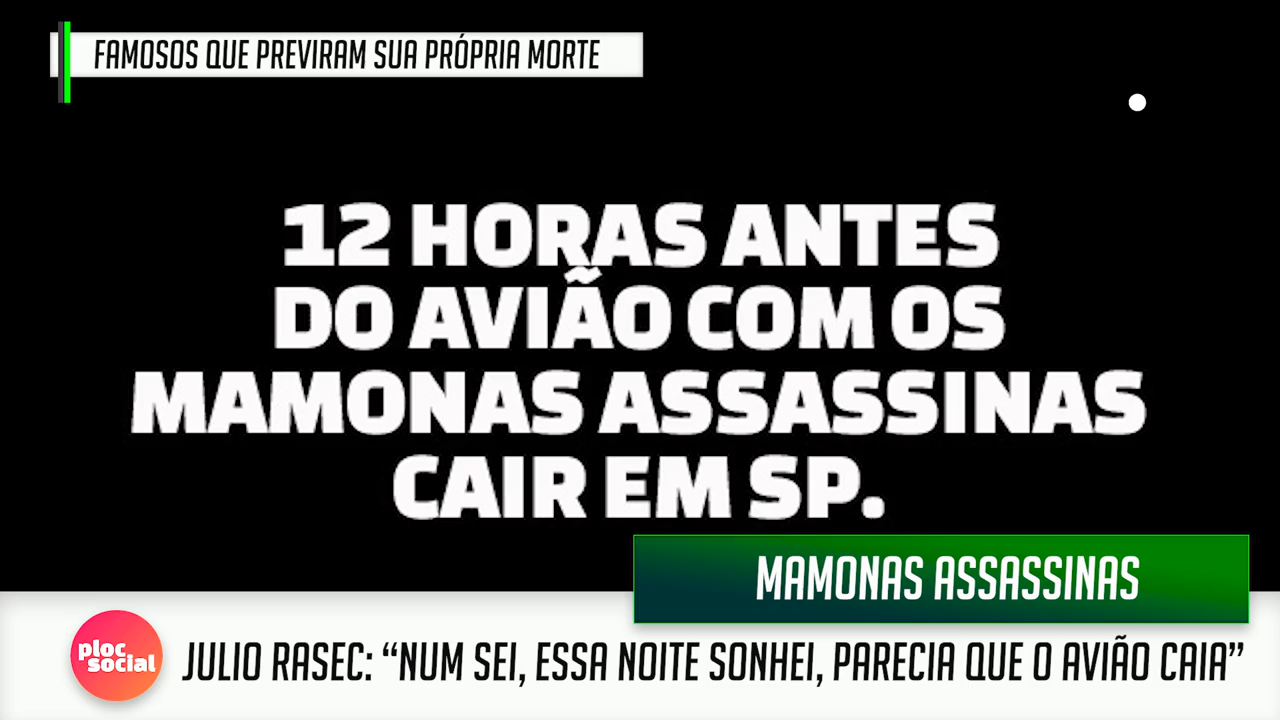 FAMOSOS QUE PREVIRAM SUA PRÓPRIA MORTE
12 HORAS ANTES
DO AVIÃO COM OS
MAMONAS ASSASSINAS
CAIR EM SP.
MAMONAS ASSASSINAS
ploc
social
JULIO RASEC: “NUM SEI, ESSA NOITE SONHEI, PARECIA QUE O AVIÃO CAIA”